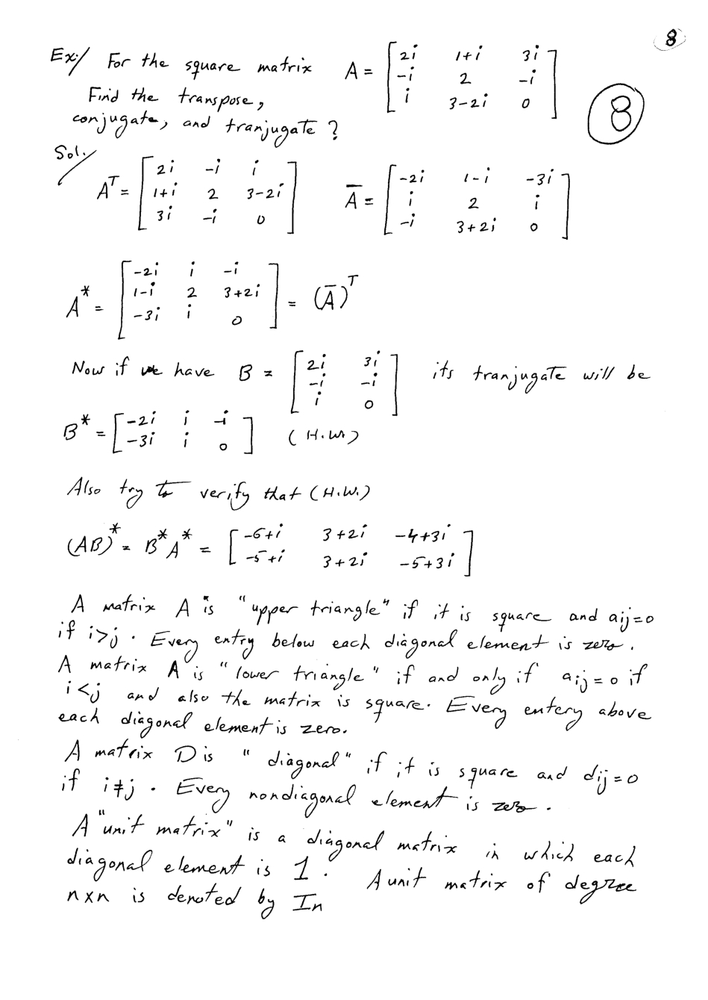 8
Ex:/ For the square matrix A = [ 2i 1+i 3i
-i 2 -i
i 3-2i 0 ]
8
Find the transpose,
conjugate, and tranjugate ?
Sol.
A^T = [ 2i -i i
1+i 2 3-2i
3i -i 0 ]
Ā = [ -2i 1-i -3i
i 2 i
-i 3+2i 0 ]
A* = [ -2i i -i
1-i 2 3+2i
-3i i 0 ] = (Ā)^T
Now if we have B = [ 2i 3i
-i -i
i 0 ] its tranjugate will be
B* = [ -2i i -i
-3i i 0 ] (H.W)
Also try to verify that (H.W.)
(AB)* = B* A* = [ -6+i 3+2i -4+3i
-5+i 3+2i -5+3i ]
A matrix A is "upper triangle" if it is square and aij=0
if i>j. Every entry below each diagonal element is zero.
A matrix A is "lower triangle" if and only if aij=0 if
i<j and also the matrix is square. Every entery above
each diagonal element is zero.
A matrix D is "diagonal" if it is square and dij=0
if i≠j. Every nondiagonal element is zero.
A "unit matrix" is a diagonal matrix in which each
diagonal element is 1. A unit matrix of degree
nxn is denoted by In